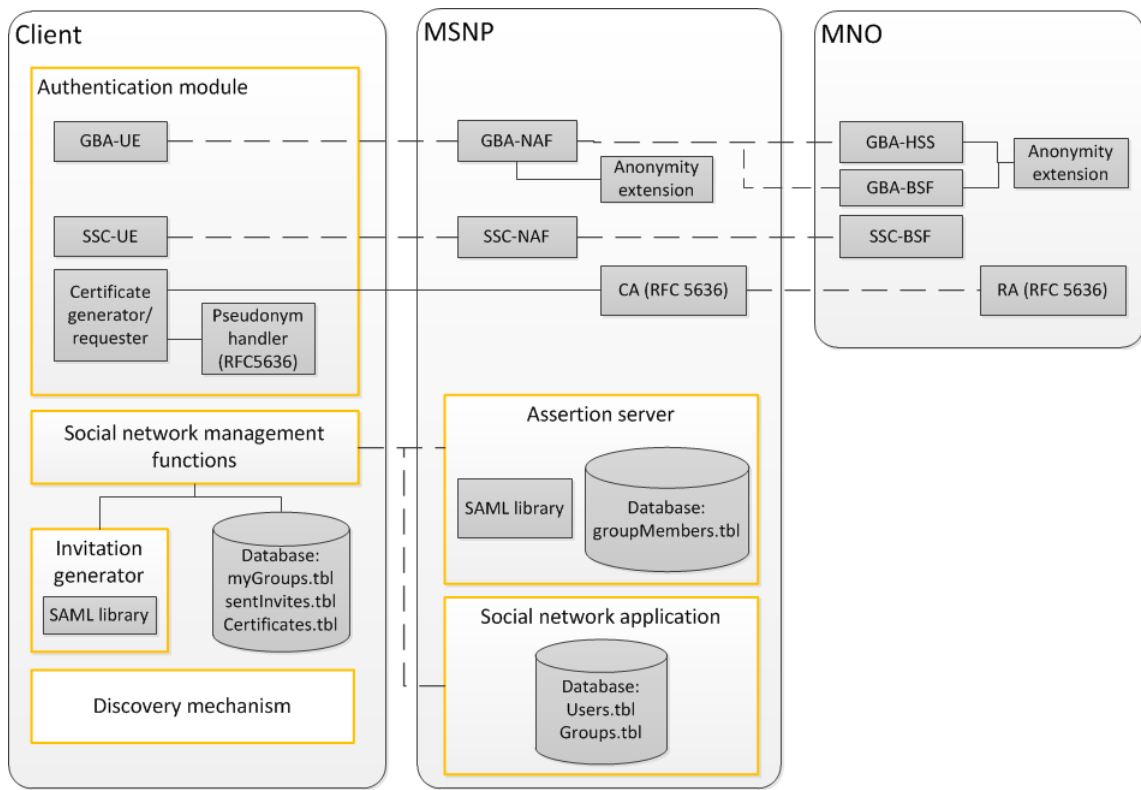 Client
Authentication module
GBA-UE
SSC-UE
Certificate
generator/
requester
Pseudonym
handler
(RFC5636)
Social network management
functions
Invitation
generator
SAML library
Database:
myGroups.tbl
sentInvites.tbl
Certificates.tbl
Discovery mechanism
MSNP
GBA-NAF
Anonymity
extension
SSC-NAF
CA (RFC 5636)
Assertion server
SAML library
Database:
groupMembers.tbl
Social network application
Database:
Users.tbl
Groups.tbl
MNO
GBA-HSS
GBA-BSF
Anonymity
extension
SSC-BSF
RA (RFC 5636)